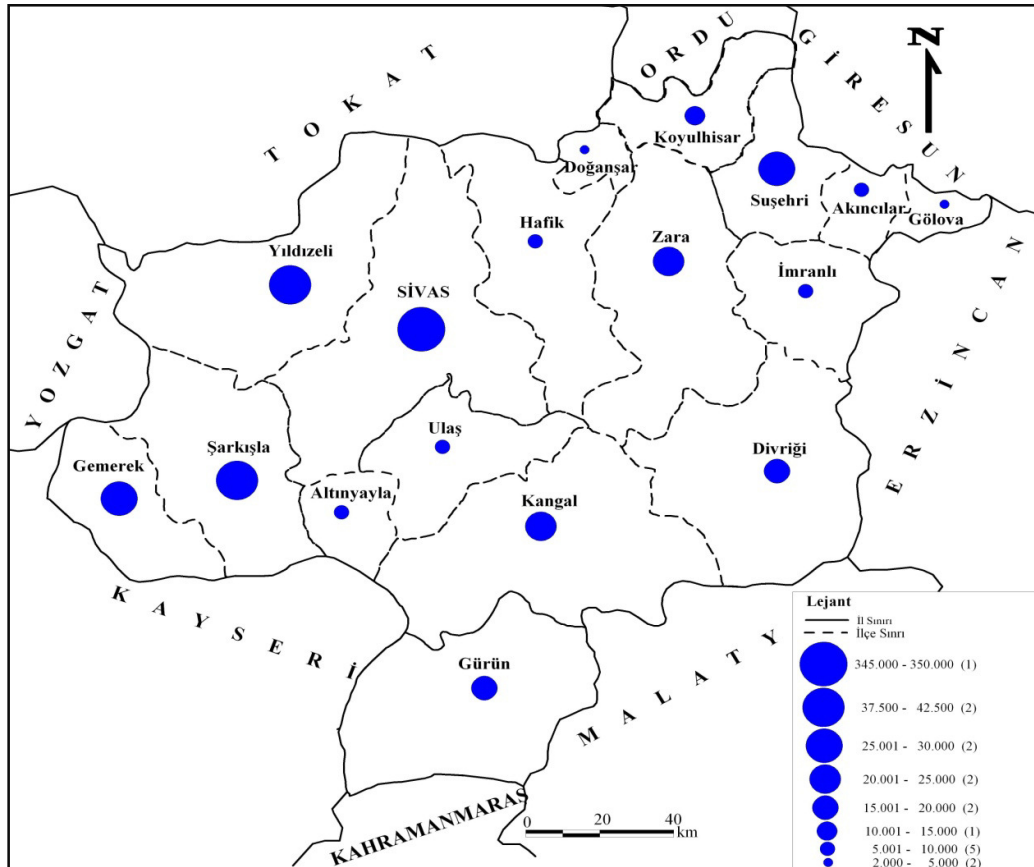 TOKAT
ORDU
GİRESUN
N
Koyulhisar
Doğanşar
Suşehri
Akıncılar
Gölova
Hafik
Zara
Yıldızeli
İmranlı
SİVAS
YOZGAT
ERZİNCAN
Ulaş
Şarkışla
Divriği
Gemerek
Altınyayla
Kangal
KAYSERİ
Gürün
MALATY
KAHRAMANMARAS
0 20 40
km
Lejant
İl Sınırı
İlçe Sınrı
345.000 - 350.000 (1)
37.500 - 42.500 (2)
25.001 - 30.000 (2)
20.001 - 25.000 (2)
15.001 - 20.000 (2)
10.001 - 15.000 (1)
5.001 - 10.000 (5)
2.000 - 5.000 (2)